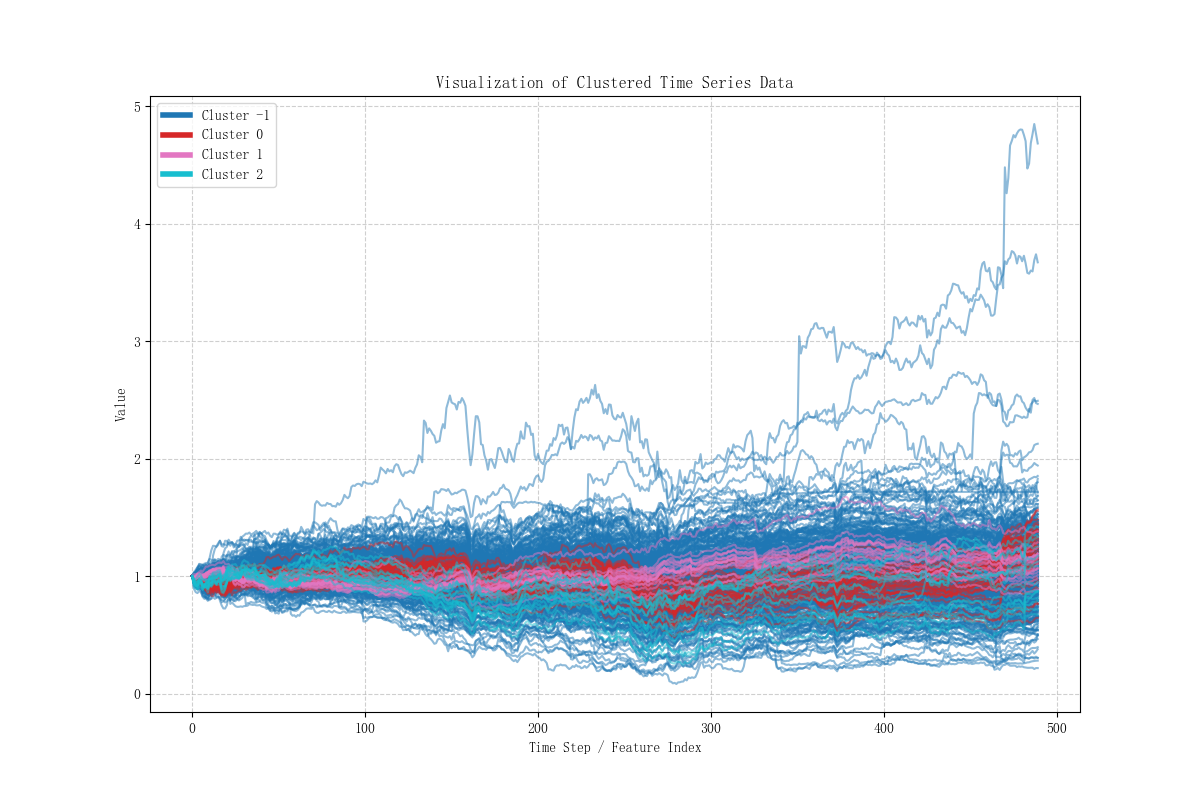 Visualization of Clustered Time Series Data
Cluster -1
Cluster 0
Cluster 1
Cluster 2
5
4
3
2
1
0
Value
0 100 200 300 400 500
Time Step / Feature Index